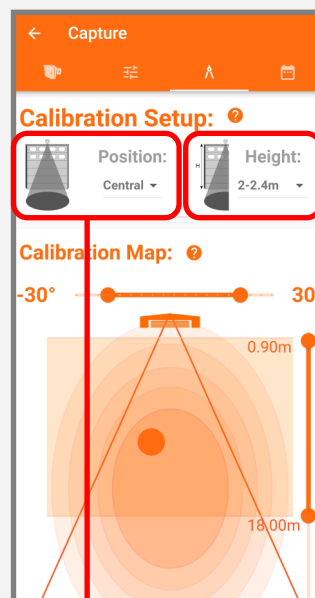 Capture
Calibration Setup:
Position:
Height:
H
Central
2-2.4m
Calibration Map:
-30°
30
0.90m
18.00m